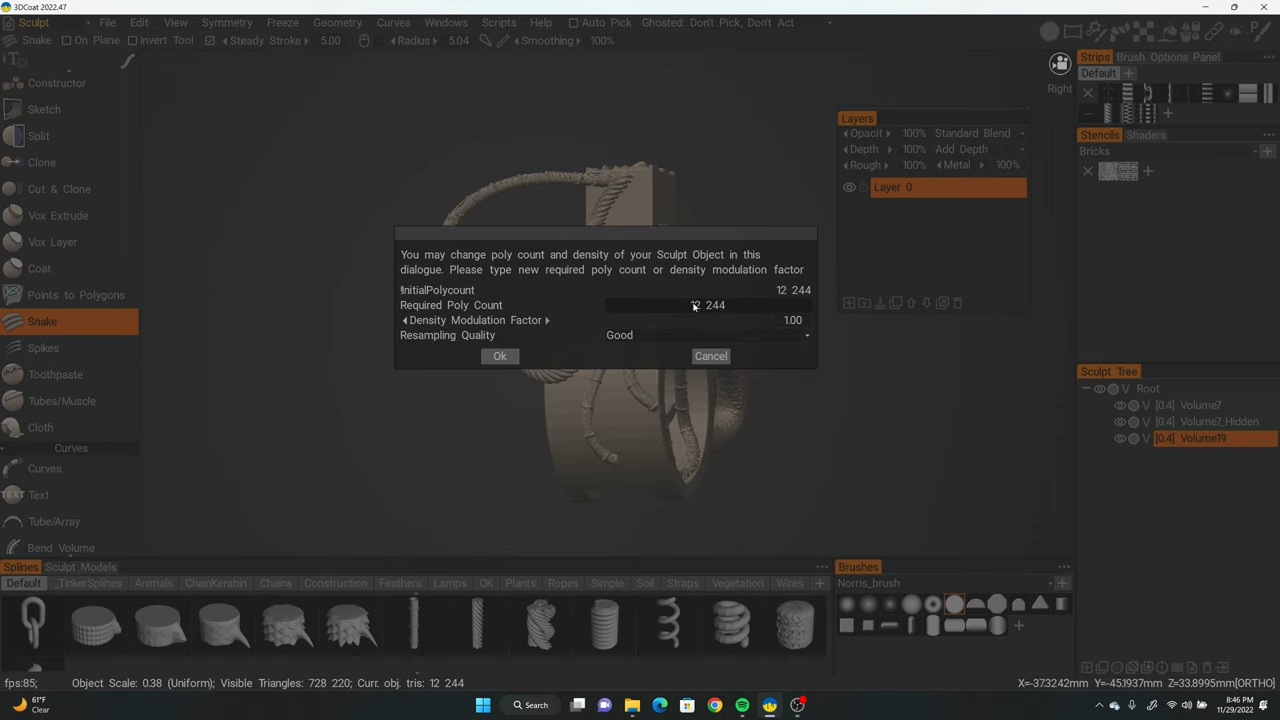 3DCoat 2022.47
Sculpt File Edit View Symmetry Freeze Geometry Curves Windows Scripts Help Auto Pick Ghosted: Don't Pick, Don't Act
Snake On Plane Invert Tool Steady Stroke 5.00 Radius 5.04 Smoothing 100%
Constructor
Sketch
Split
Clone
Cut & Clone
Vox Extrude
Vox Layer
Coat
Points to Polygons
Snake
Spikes
Toothpaste
Tubes/Muscle
Cloth
Curves
Curves
Text
Tube/Array
Bend Volume
You may change poly count and density of your Sculpt Object in this
dialogue. Please type new required poly count or density modulation factor
!InitialPolycount 12 244
Required Poly Count 12 244
Density Modulation Factor 1.00
Resampling Quality Good
Ok Cancel
Right
Layers
Opacit 100% Standard Blend
Depth 100% Add Depth
Rough 100% Metal 100%
Layer 0
Strips Brush Options Panel
Default
Stencils Shaders
Bricks
Sculpt Tree
V Root
V [0.4] Volume7
V [0.4] Volume7_Hidden
V [0.4] Volume19
Splines Sculpt Models
Default _TinkerSplines Animals ChainKerabin Chains Construction Feathers Lamps OK Plants Ropes Simple Soil Straps Vegetation Wires
Brushes
Norris_brush
fps:85; Object Scale: 0.38 (Uniform); Visible Triangles: 728 220; Curr. obj. tris: 12 244
X=-37.3242mm Y=-45.1937mm Z=33.8995mm[ORTHO]
61°F
Clear
Search
8:46 PM
11/29/2022